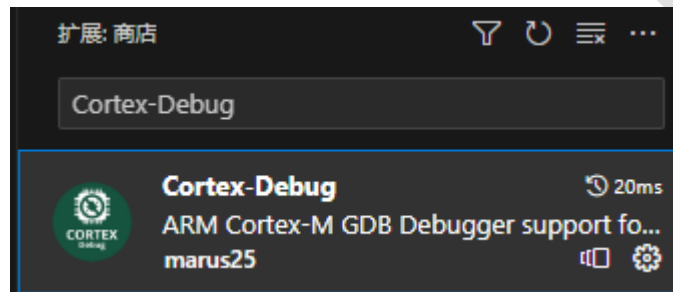 扩展: 商店
Cortex-Debug
Cortex-Debug
20ms
ARM Cortex-M GDB Debugger support fo...
marus25
CORTEX
Debug